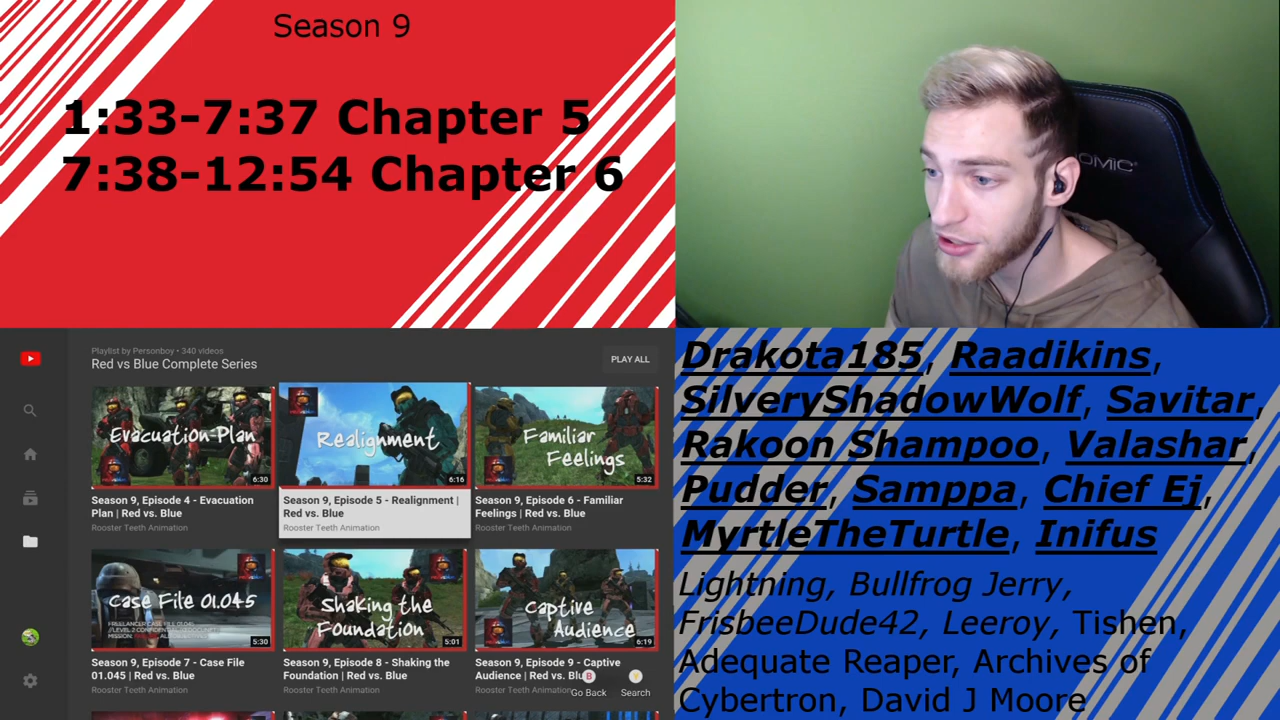 Season 9
1:33-7:37 Chapter 5
7:38-12:54 Chapter 6
OMIC
Playlist by Personboy • 340 videos
Red vs Blue Complete Series
PLAY ALL
Evacuation Plan
6:30
Realignment
6:16
Familiar
Feelings
5:32
Season 9, Episode 4 - Evacuation
Plan | Red vs. Blue
Rooster Teeth Animation
Season 9, Episode 5 - Realignment |
Red vs. Blue
Rooster Teeth Animation
Season 9, Episode 6 - Familiar
Feelings | Red vs. Blue
Rooster Teeth Animation
Case File 01.045
5:30
Shaking the
Foundation
5:01
Captive
Audience
6:19
Season 9, Episode 7 - Case File
01.045 | Red vs. Blue
Rooster Teeth Animation
Season 9, Episode 8 - Shaking the
Foundation | Red vs. Blue
Rooster Teeth Animation
Season 9, Episode 9 - Captive
Audience | Red vs. Blu
Rooster Teeth Animation
B
Go Back
Y
Search
Drakota185, Raadikins,
SilveryShadowWolf, Savitar,
Rakoon Shampoo, Valashar,
Pudder, Samppa, Chief Ej,
MyrtleTheTurtle, Inifus
Lightning, Bullfrog Jerry,
FrisbeeDude42, Leeroy, Tishen,
Adequate Reaper, Archives of
Cybertron, David J Moore